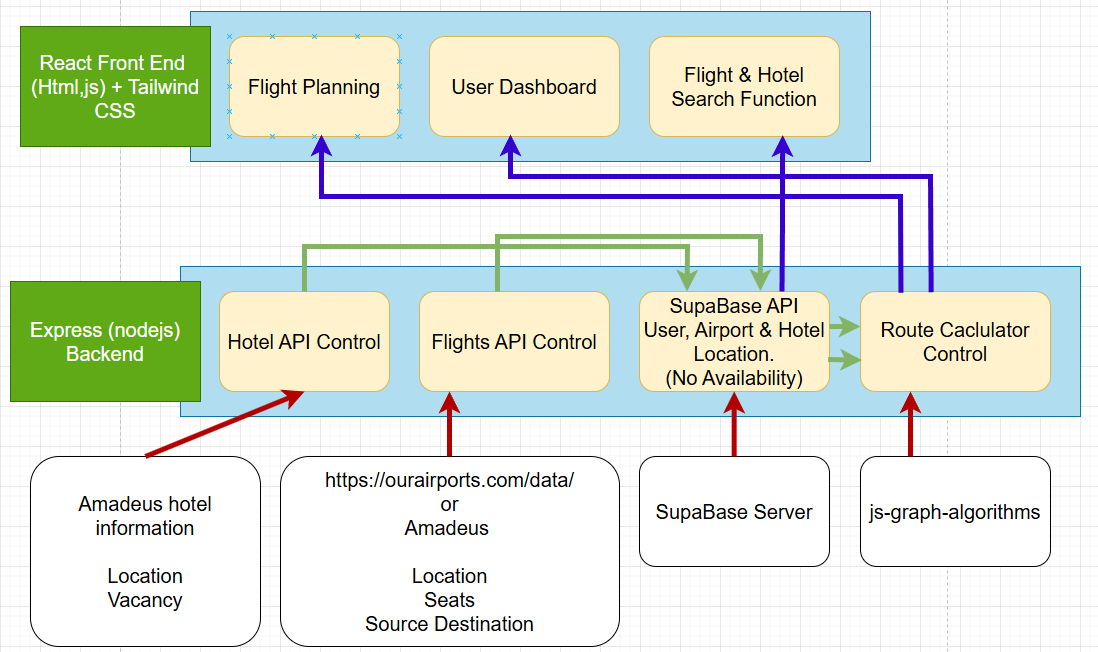 React Front End
(Html,js) + Tailwind
CSS
Flight Planning
User Dashboard
Flight & Hotel
Search Function
Express (nodejs)
Backend
Hotel API Control
Flights API Control
SupaBase API
User, Airport & Hotel
Location.
(No Availability)
Route Caclulator
Control
Amadeus hotel
information
Location
Vacancy
https://ourairports.com/data/
or
Amadeus
Location
Seats
Source Destination
SupaBase Server
js-graph-algorithms